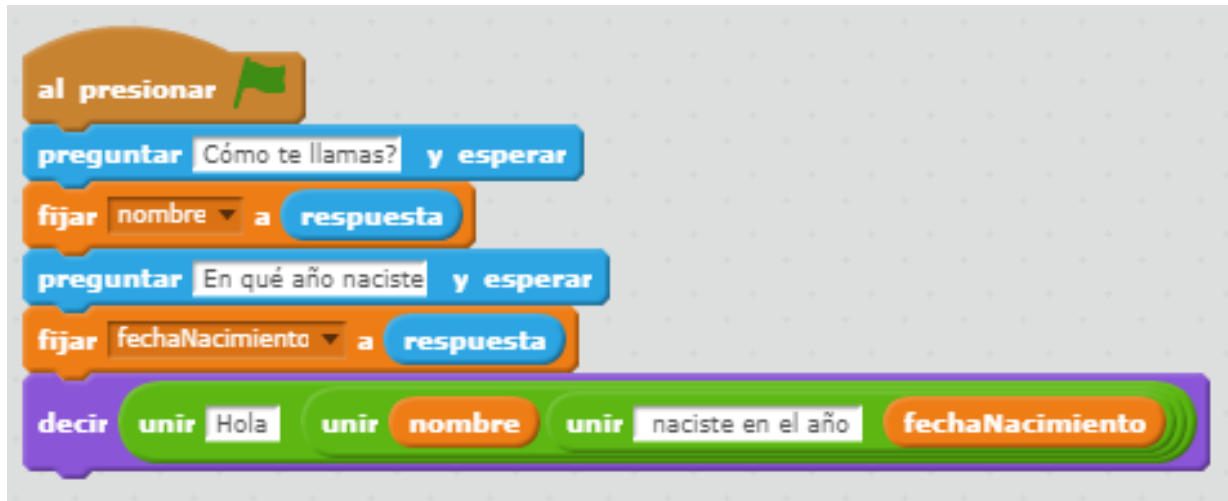 al presionar
preguntar Cómo te llamas? y esperar
fijar nombre a respuesta
preguntar En qué año naciste y esperar
fijar fechaNacimiento a respuesta
decir unir Hola unir nombre unir naciste en el año fechaNacimiento